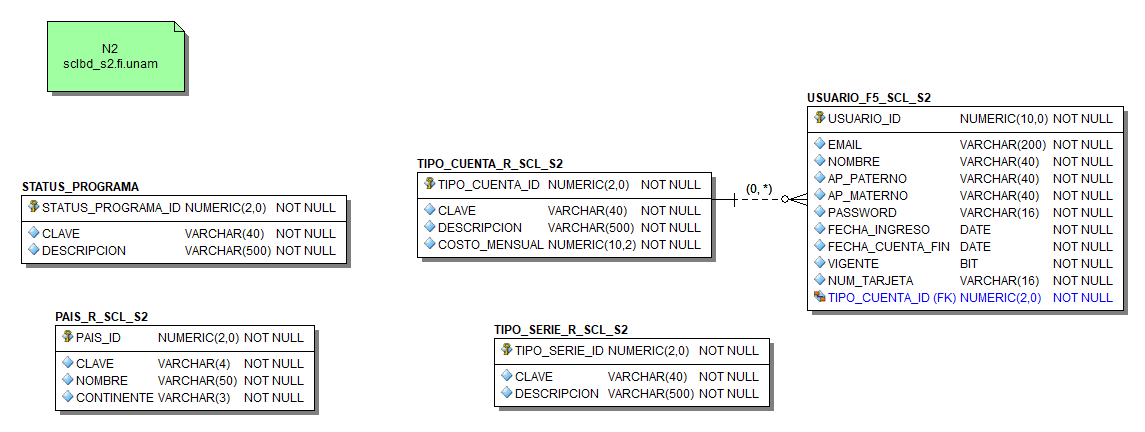 N2
sclbd_s2.fi.unam
USUARIO_F5_SCL_S2
USUARIO_ID NUMERIC(10,0) NOT NULL
EMAIL VARCHAR(200) NOT NULL
NOMBRE VARCHAR(40) NOT NULL
AP_PATERNO VARCHAR(40) NOT NULL
AP_MATERNO VARCHAR(40) NOT NULL
PASSWORD VARCHAR(16) NOT NULL
FECHA_INGRESO DATE NOT NULL
FECHA_CUENTA_FIN DATE NOT NULL
VIGENTE BIT NOT NULL
NUM_TARJETA VARCHAR(16) NOT NULL
TIPO_CUENTA_ID (FK) NUMERIC(2,0) NOT NULL
TIPO_CUENTA_R_SCL_S2
TIPO_CUENTA_ID NUMERIC(2,0) NOT NULL
CLAVE VARCHAR(40) NOT NULL
DESCRIPCION VARCHAR(500) NOT NULL
COSTO_MENSUAL NUMERIC(10,2) NOT NULL
(0, *)
STATUS_PROGRAMA
STATUS_PROGRAMA_ID NUMERIC(2,0) NOT NULL
CLAVE VARCHAR(40) NOT NULL
DESCRIPCION VARCHAR(500) NOT NULL
PAIS_R_SCL_S2
PAIS_ID NUMERIC(2,0) NOT NULL
CLAVE VARCHAR(4) NOT NULL
NOMBRE VARCHAR(50) NOT NULL
CONTINENTE VARCHAR(3) NOT NULL
TIPO_SERIE_R_SCL_S2
TIPO_SERIE_ID NUMERIC(2,0) NOT NULL
CLAVE VARCHAR(40) NOT NULL
DESCRIPCION VARCHAR(500) NOT NULL